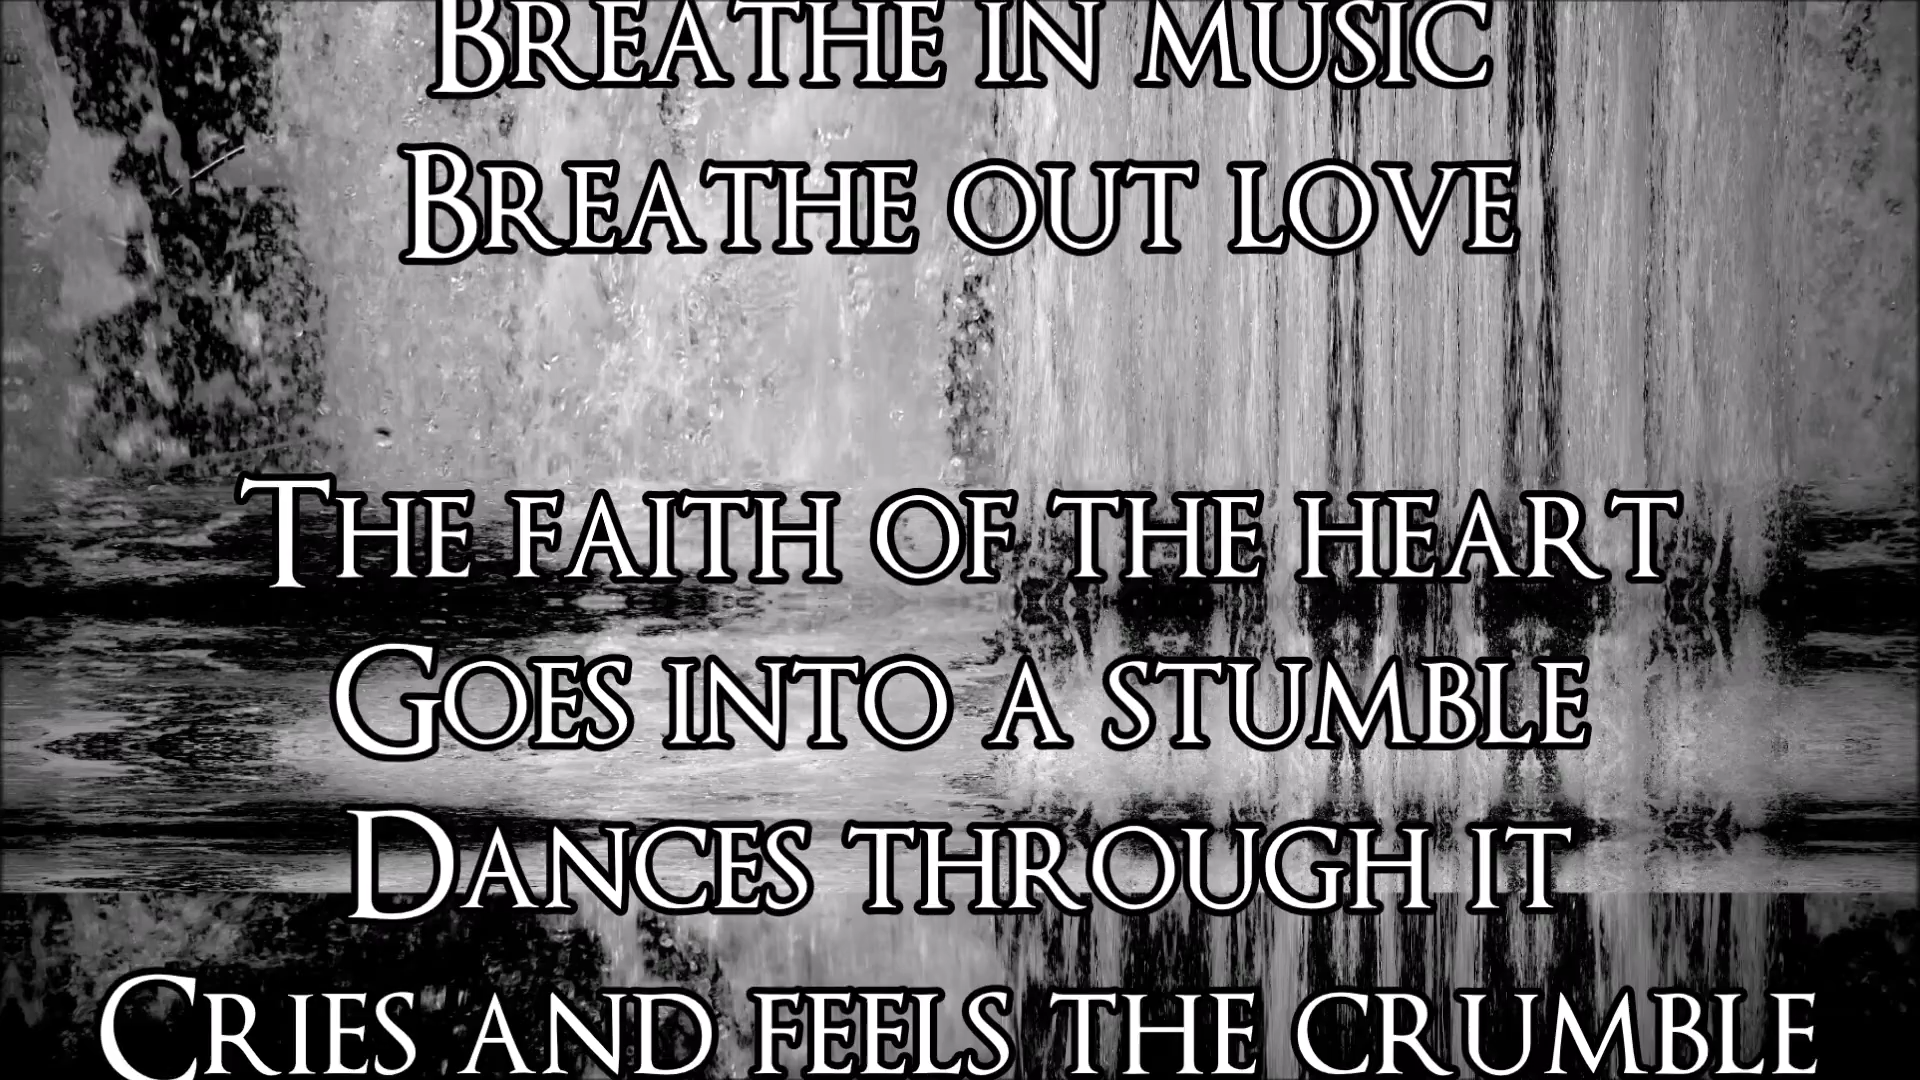 Breathe in music
Breathe out love
The faith of the heart
Goes into a stumble
Dances through it
Cries and feels the crumble